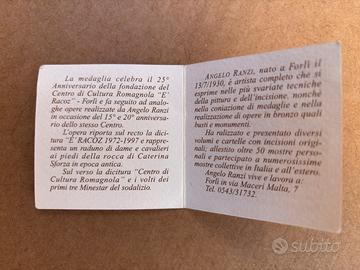 La medaglia celebra il 25°
Anniversario della fondazione del
Centro di Cultura Romagnola "E'
Racoz" - Forlì e fa seguito ad analo-
ghe opere realizzate da Angelo Ranzi
in occasione del 15° e 20° anniversa-
rio dello stesso Centro.
L'opera riporta sul recto la dicitu-
ra "E' RACOZ 1972-1997 e rappre-
senta un raduno di dame e cavalieri
ai piedi della rocca di Caterina
Sforza in epoca antica.
Sul verso la dicitura "Centro di
Cultura Romagnola" e i volti dei
primi tre Minestar del sodalizio.
ANGELO RANZI, nato a Forlì il
13/7/1930, è artista completo che si
esprime nelle più svariate tecniche
della pittura e dell'incisione, nonché
nella coniazione di medaglie e nella
realizzazione di opere in bronzo quali
busti e monumenti.
Ha ralizzato e presentato diversi
volumi e cartelle con incisioni origi-
nali; allestito oltre 50 mostre perso-
nali e partecipato a numerosissime
mostre collettive in Italia e all'estero.
Angelo Ranzi vive e lavora a:
Forlì in via Maceri Malta, 7
Tel. 0543/31732.
subito.it